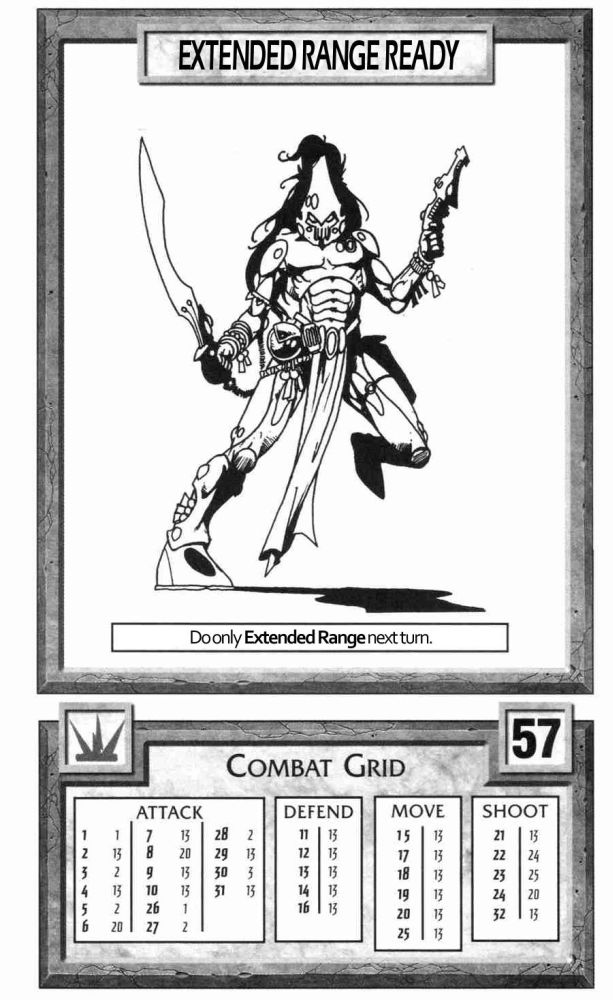 EXTENDED RANGE READY
Do only Extended Range next turn.
57
COMBAT GRID
ATTACK DEFEND MOVE SHOOT
1 1 7 13 28 2 11 13 15 13 21 13
2 13 8 20 29 13 12 13 17 13 22 24
3 2 9 13 30 3 13 13 18 13 23 25
4 13 10 13 31 13 14 13 19 13 24 20
5 2 26 1 16 13 20 13 32 13
6 20 27 2 25 13